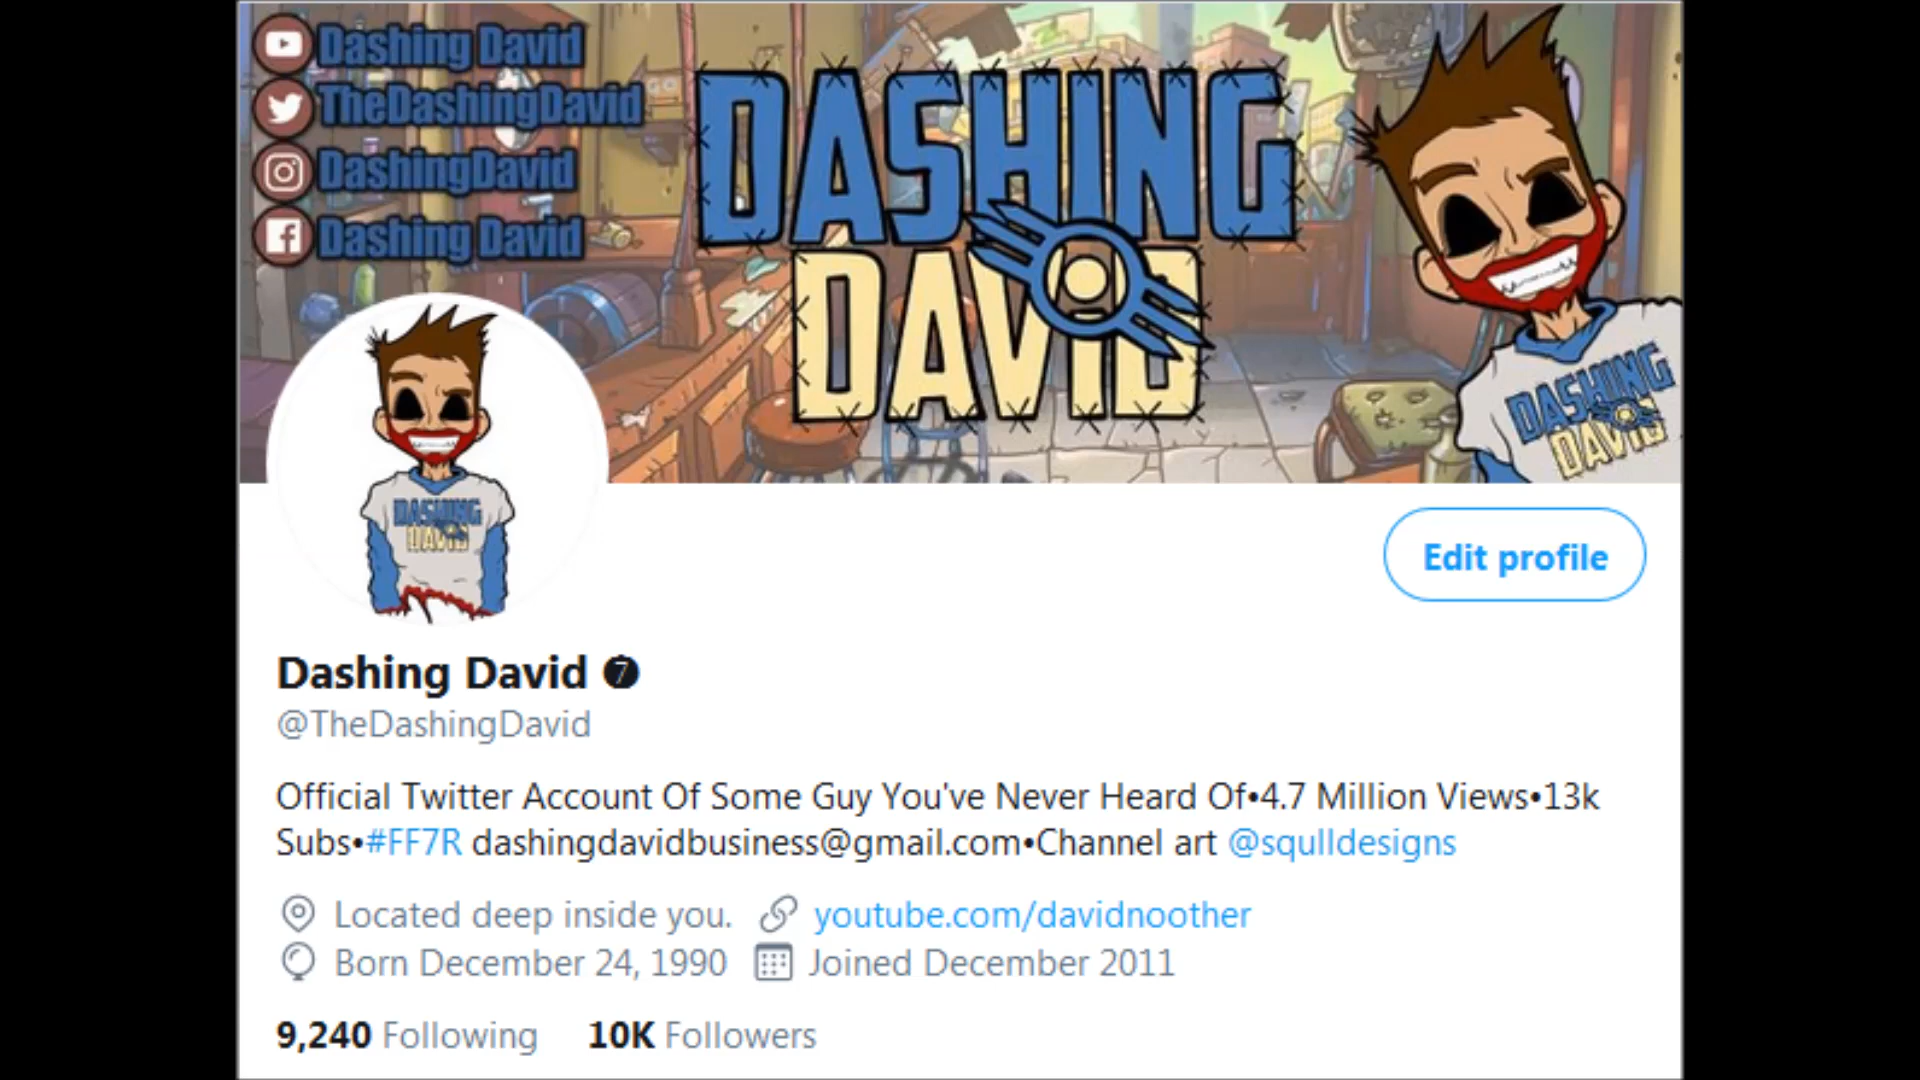 Dashing David
TheDashingDavid
DashingDavid
Dashing David
DASHING
DAVID
DASHING
DAVID
DASHING
DAVID
Edit profile
Dashing David ❼
@TheDashingDavid
Official Twitter Account Of Some Guy You've Never Heard Of•4.7 Million Views•13k
Subs•#FF7R dashingdavidbusiness@gmail.com•Channel art @squlldesigns
Located deep inside you. youtube.com/davidnoother
Born December 24, 1990 Joined December 2011
9,240 Following 10K Followers